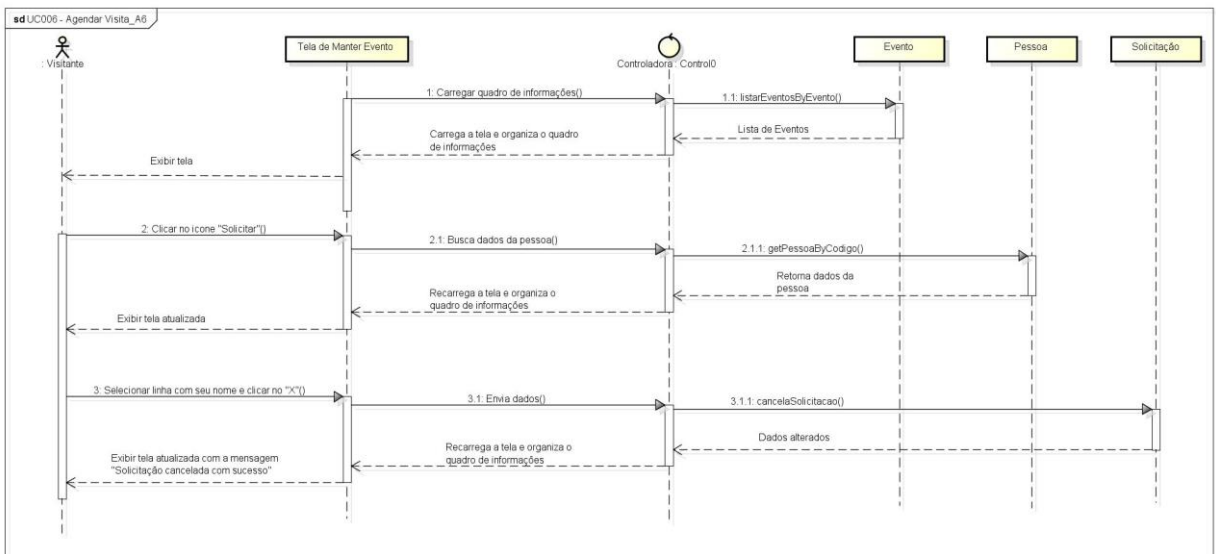 sd UC006 - Agendar Visita_A6
: Visitante
Tela de Manter Evento
Controladora : Control0
Evento
Pessoa
Solicitação
1: Carregar quadro de informações()
1.1: listarEventosByEvento()
Lista de Eventos
Carrega a tela e organiza o quadro
de informações
Exibir tela
2: Clicar no icone "Solicitar"()
2.1: Busca dados da pessoa()
2.1.1: getPessoaByCodigo()
Retorna dados da
pessoa
Recarrega a tela e organiza o
quadro de informações
Exibir tela atualizada
3: Selecionar linha com seu nome e clicar no "X"()
3.1: Envia dados()
3.1.1: cancelaSolicitacao()
Dados alterados
Recarrega a tela e organiza o
quadro de informações
Exibir tela atualizada com a mensagem
"Solicitação cancelada com sucesso"